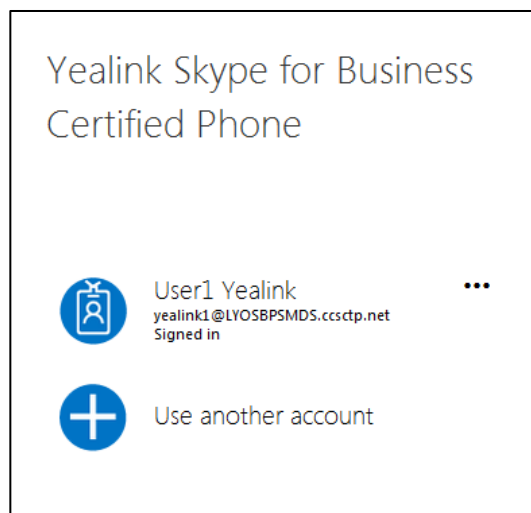 Yealink Skype for Business
Certified Phone
User1 Yealink
yealink1@LYOSBPSMDS.ccsctp.net
Signed in
Use another account